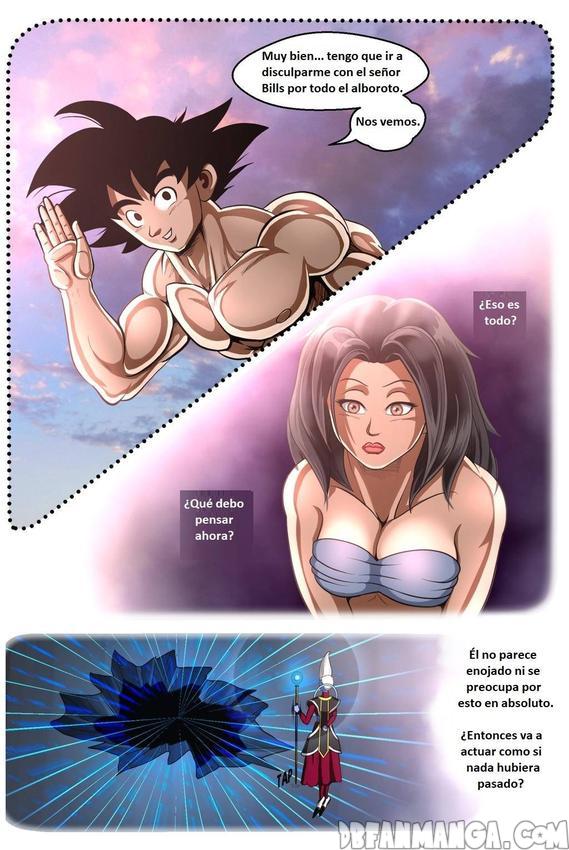 Muy bien... tengo que ir a
disculparme con el señor
Bills por todo el alboroto.
Nos vemos.
¿Eso es
todo?
¿Qué debo
pensar
ahora?
Él no parece
enojado ni se
preocupa por
esto en absoluto.
¿Entonces va a
actuar como si
nada hubiera
pasado?
TAP
DBFANMANGA.COM